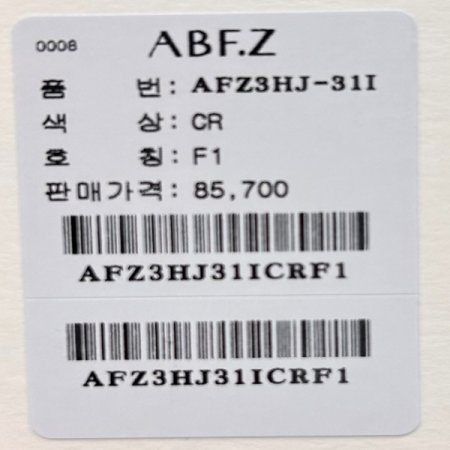 0008 ABF.Z
품 번: AFZ3HJ-31I
색 상: CR
호 칭: F1
판매가격: 85,700
AFZ3HJ31ICRF1
AFZ3HJ31ICRF1